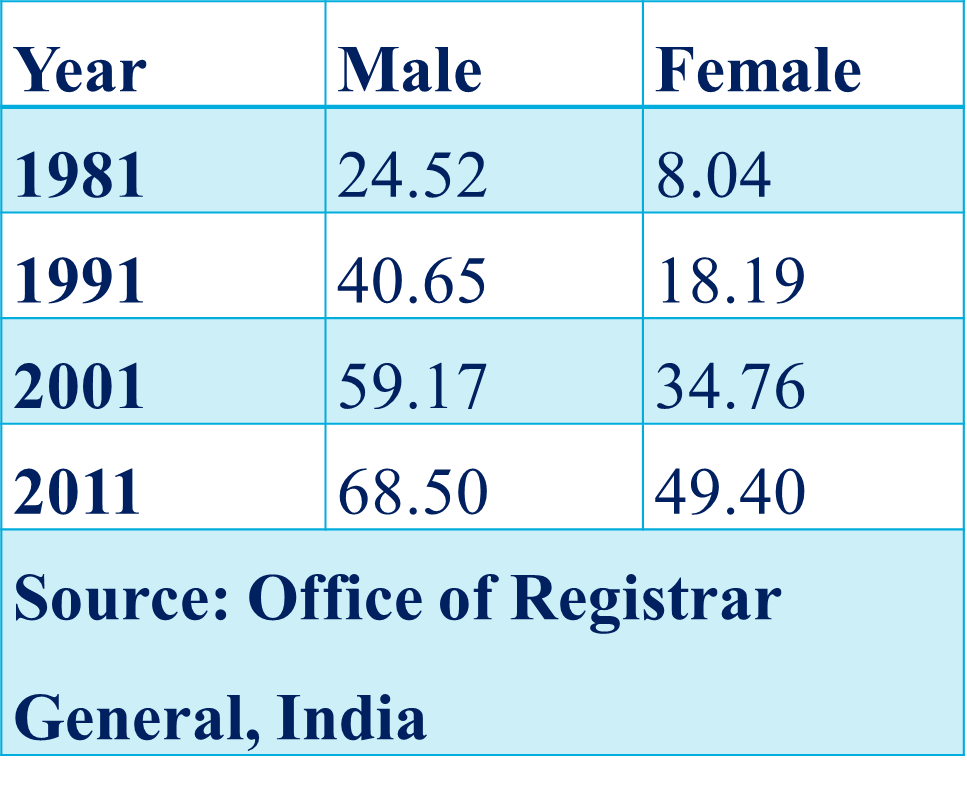 Year Male Female
1981 24.52 8.04
1991 40.65 18.19
2001 59.17 34.76
2011 68.50 49.40
Source: Office of Registrar
General, India